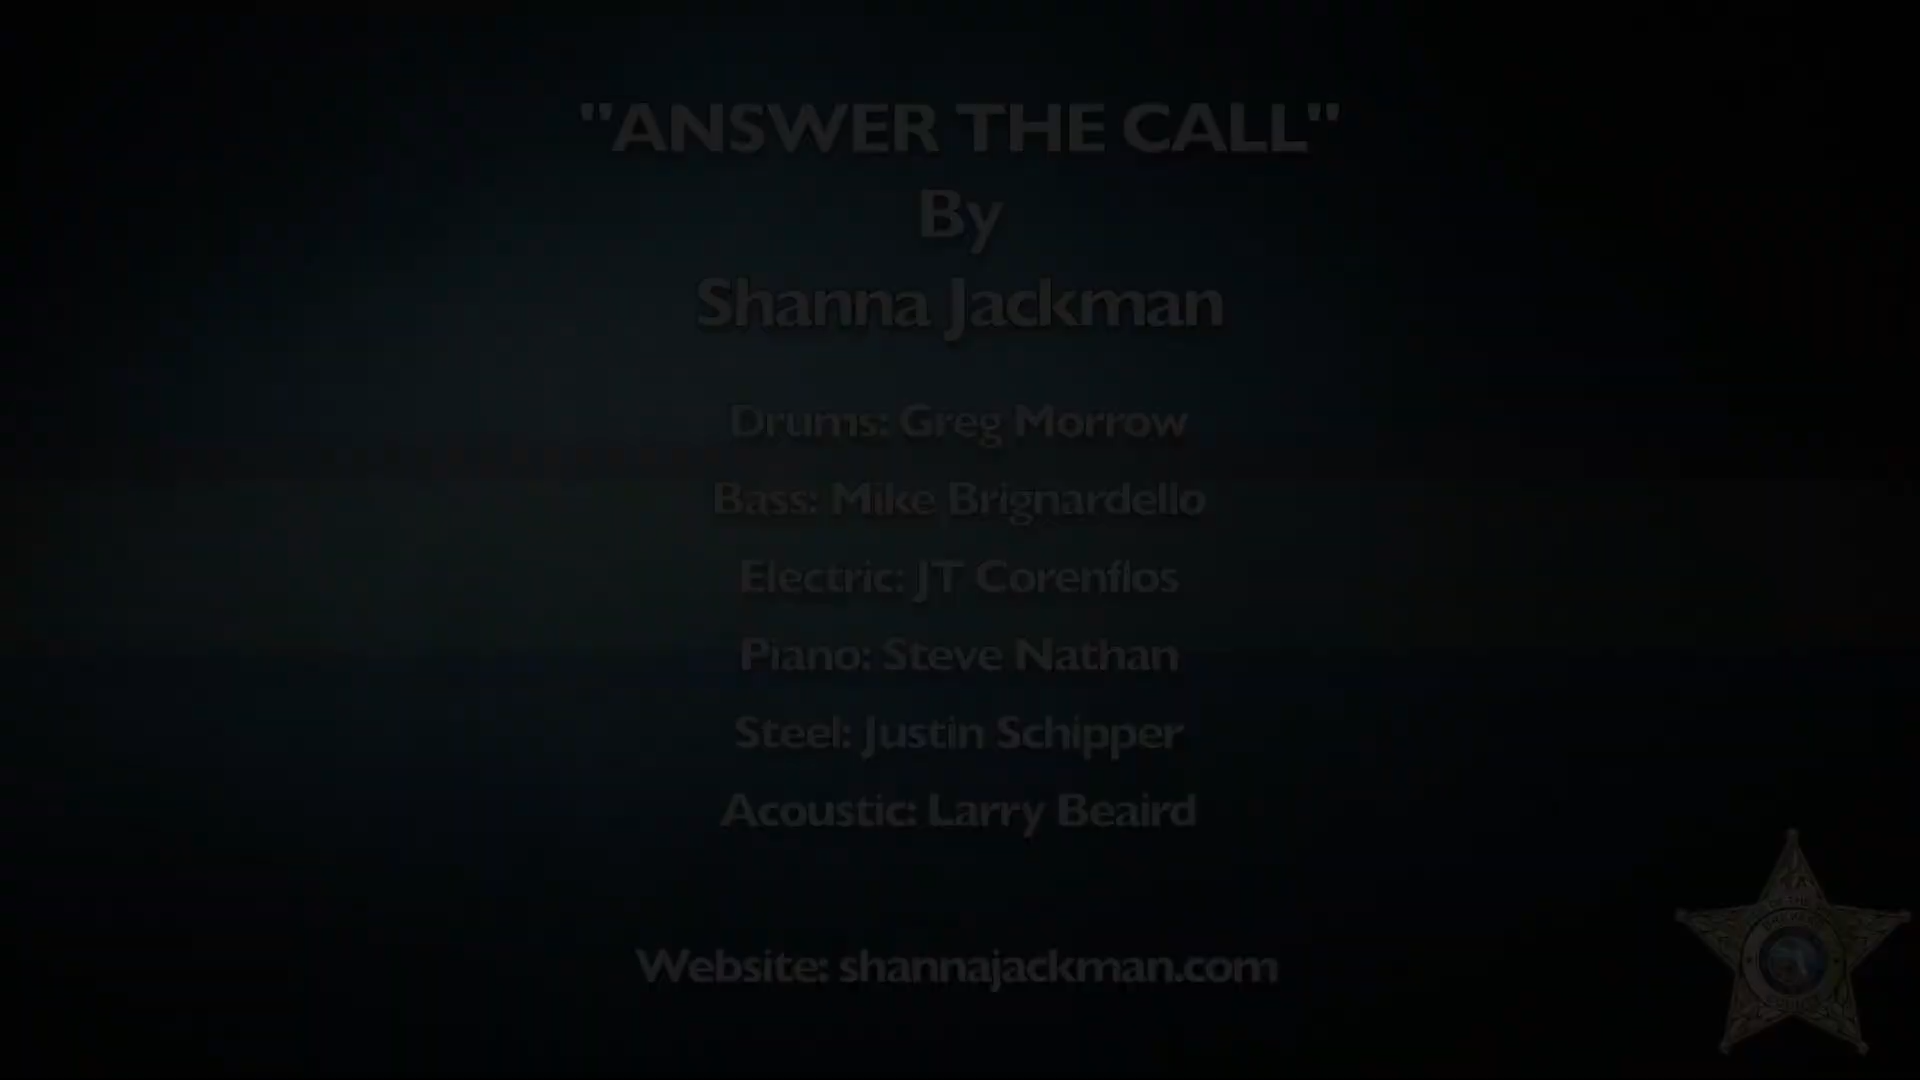 "ANSWER THE CALL"
By
Shanna Jackman
Drums: Greg Morrow
Bass: Mike Brignardello
Electric: JT Corenflos
Piano: Steve Nathan
Steel: Justin Schipper
Acoustic: Larry Beaird
Website: shannajackman.com